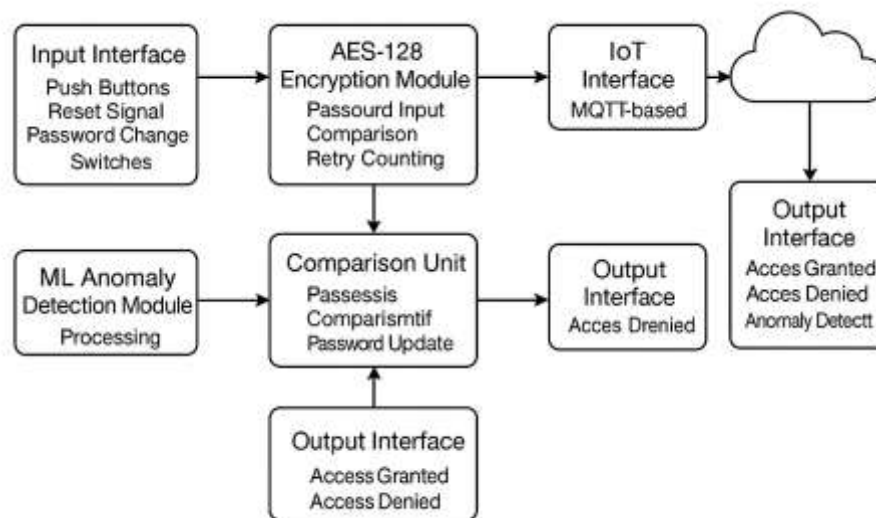 Input Interface
Push Buttons
Reset Signal
Password Change
Switches
AES-128
Encryption Module
Passourd Input
Comparison
Retry Counting
IoT
Interface
MQTT-based
Output
Interface
Acces Granted
Acces Denied
Anomaly Detectt
ML Anomaly
Detection Module
Processing
Comparison Unit
Passessis
Comparismtif
Password Update
Output
Interface
Acces Drenied
Output Interface
Access Granted
Access Denied